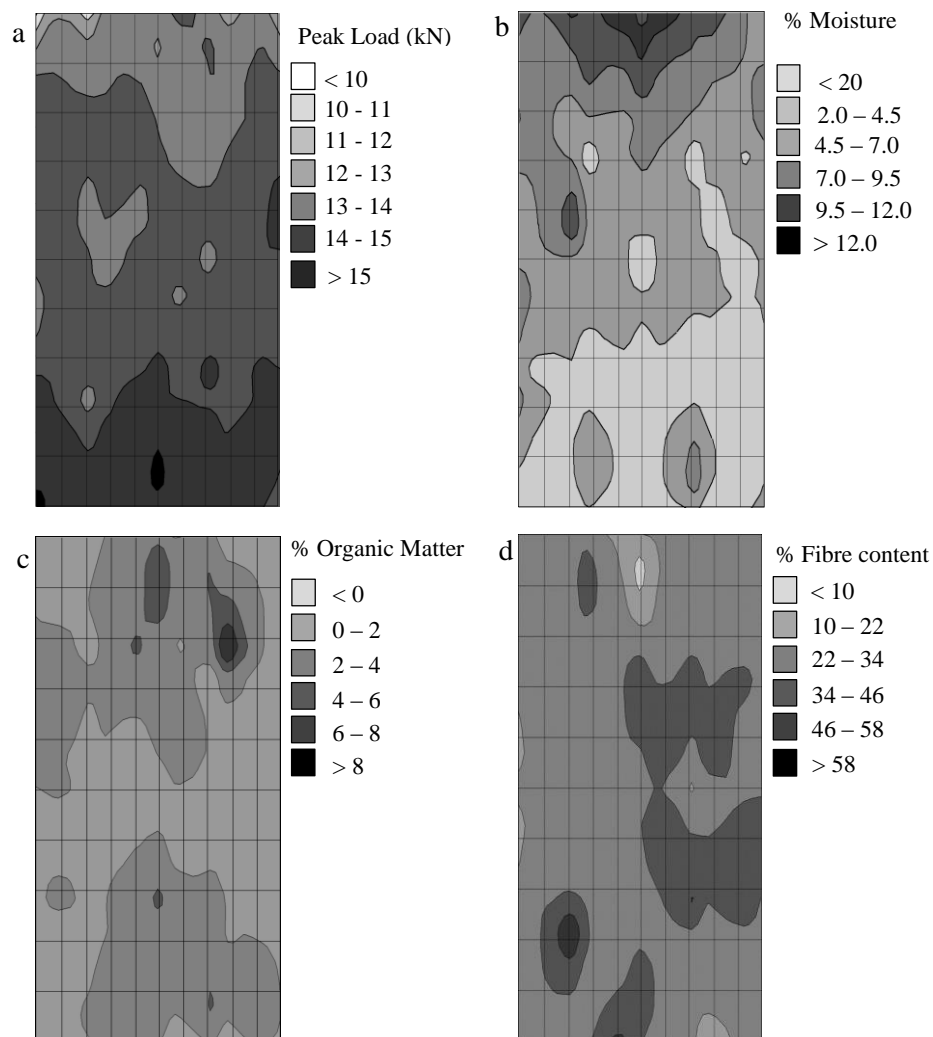 a
Peak Load (kN)
< 10
10 - 11
11 - 12
12 - 13
13 - 14
14 - 15
> 15
b
% Moisture
< 20
2.0 – 4.5
4.5 – 7.0
7.0 – 9.5
9.5 – 12.0
> 12.0
c
% Organic Matter
< 0
0 – 2
2 – 4
4 – 6
6 – 8
> 8
d
% Fibre content
< 10
10 – 22
22 – 34
34 – 46
46 – 58
> 58